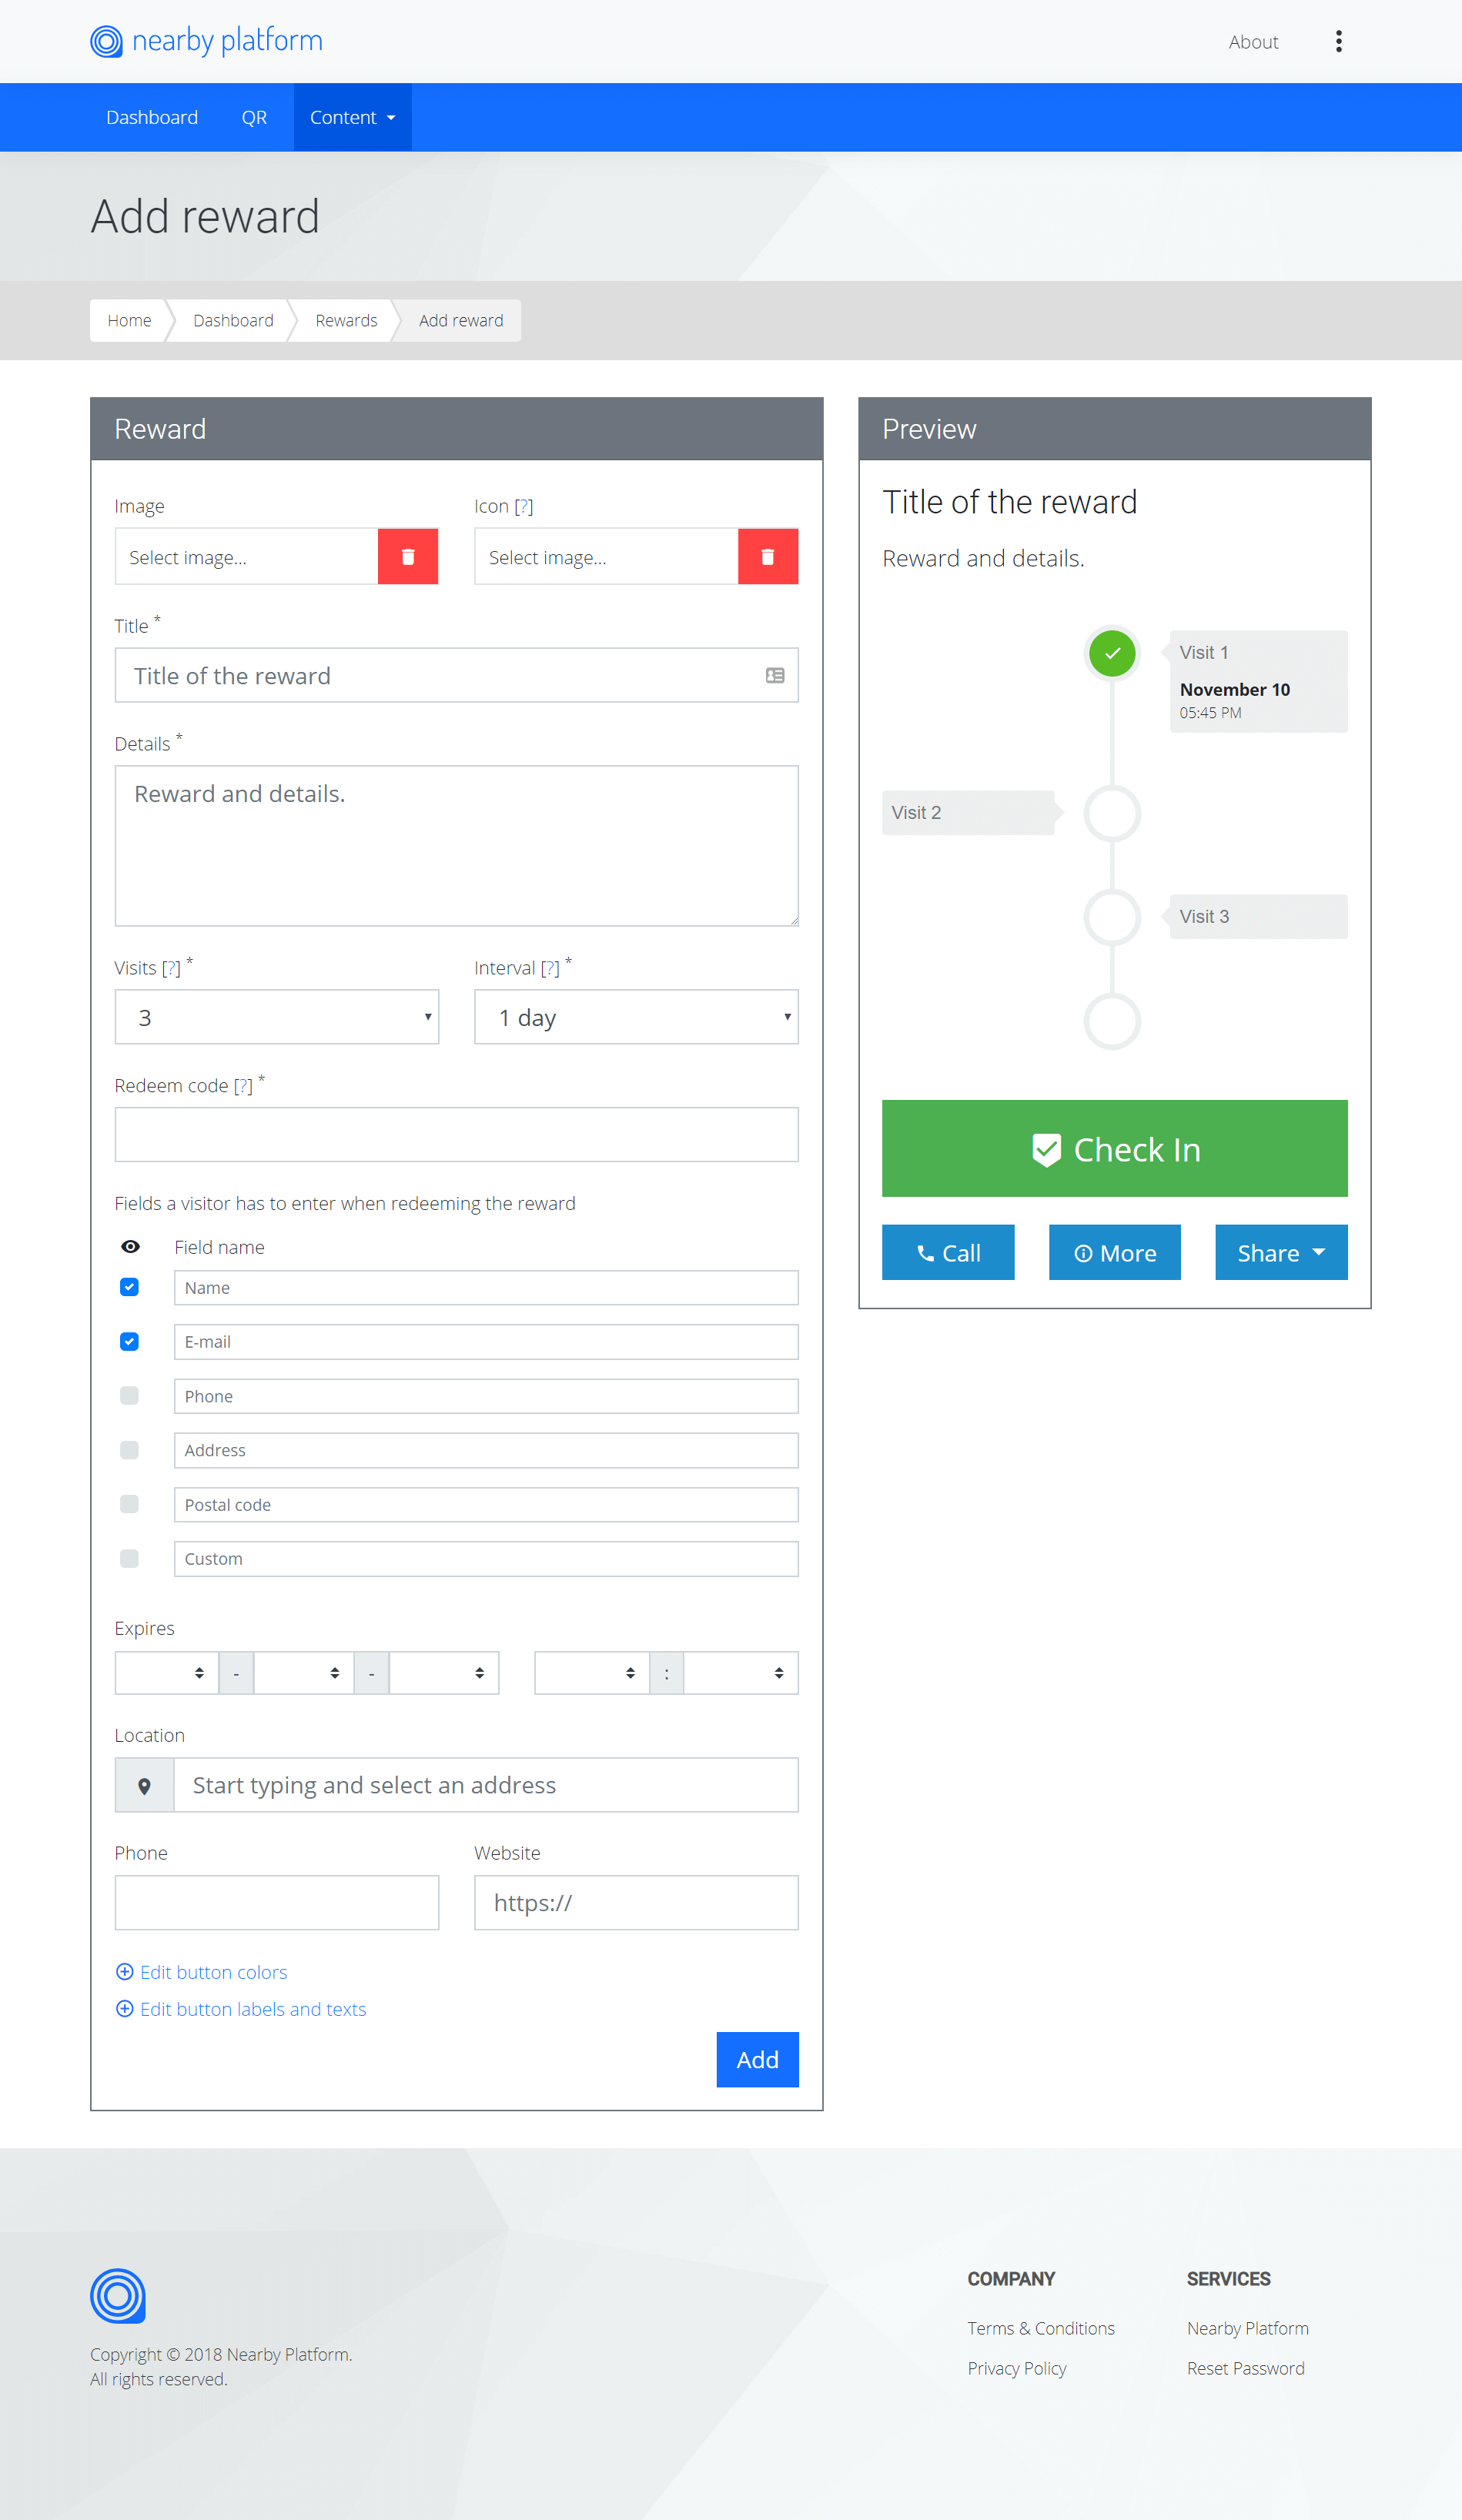 nearby platform
About
Dashboard
QR
Content
Add reward
Home
Dashboard
Rewards
Add reward
Reward
Image
Icon [?]
Select image...
Select image...
Title *
Title of the reward
Details *
Reward and details.
Visits [?] *
Interval [?] *
3
1 day
Redeem code [?] *
Fields a visitor has to enter when redeeming the reward
Field name
Name
E-mail
Phone
Address
Postal code
Custom
Expires
-
-
:
Location
Start typing and select an address
Phone
Website
https://
Edit button colors
Edit button labels and texts
Add
Preview
Title of the reward
Reward and details.
Visit 1
November 10
05:45 PM
Visit 2
Visit 3
Check In
Call
More
Share
Copyright © 2018 Nearby Platform.
All rights reserved.
COMPANY
Terms & Conditions
Privacy Policy
SERVICES
Nearby Platform
Reset Password